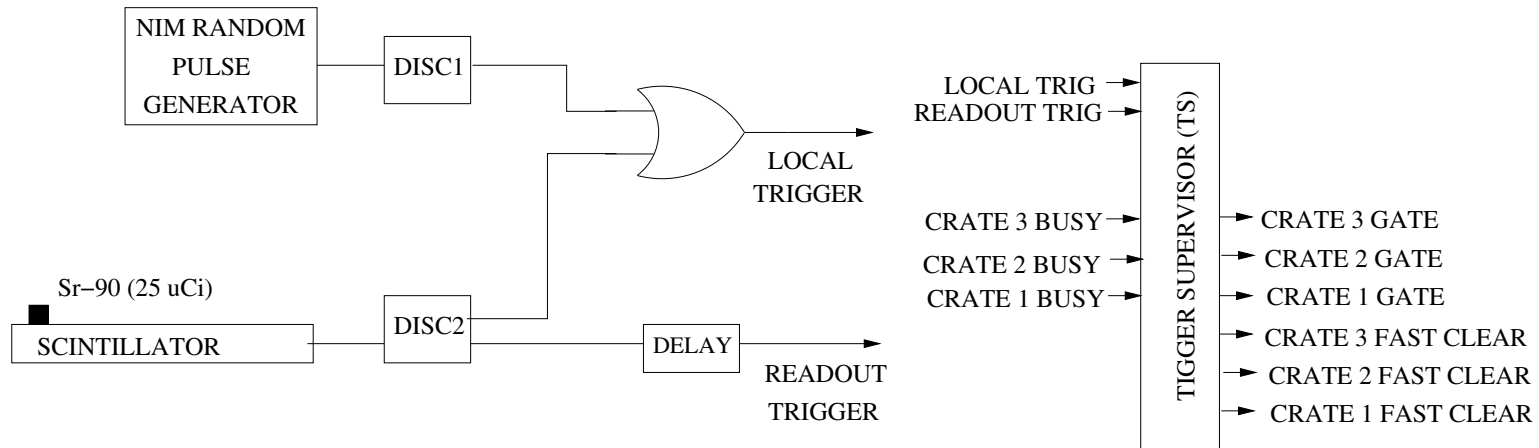 NIM RANDOM
PULSE
GENERATOR
DISC1
LOCAL
TRIGGER
Sr−90 (25 uCi)
SCINTILLATOR
DISC2
DELAY
READOUT
TRIGGER
LOCAL TRIG
READOUT TRIG
CRATE 3 BUSY
CRATE 2 BUSY
CRATE 1 BUSY
TIGGER SUPERVISOR (TS)
CRATE 3 GATE
CRATE 2 GATE
CRATE 1 GATE
CRATE 3 FAST CLEAR
CRATE 2 FAST CLEAR
CRATE 1 FAST CLEAR